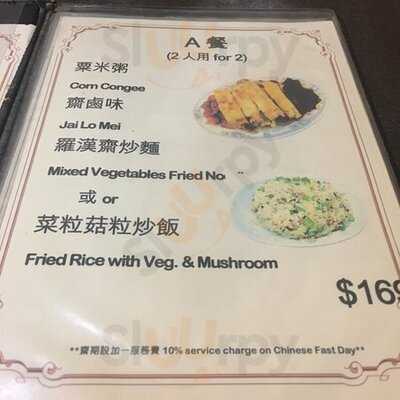 A 餐
(2 人用 for 2)
粟米粥
Corn Congee
齋鹵味
Jai Lo Mei
羅漢齋炒麵
Mixed Vegetables Fried No
或 or
菜粒菇粒炒飯
Fried Rice with Veg. & Mushroom
$169
**齋期設加一服務費 10% service charge on Chinese Fast Day**